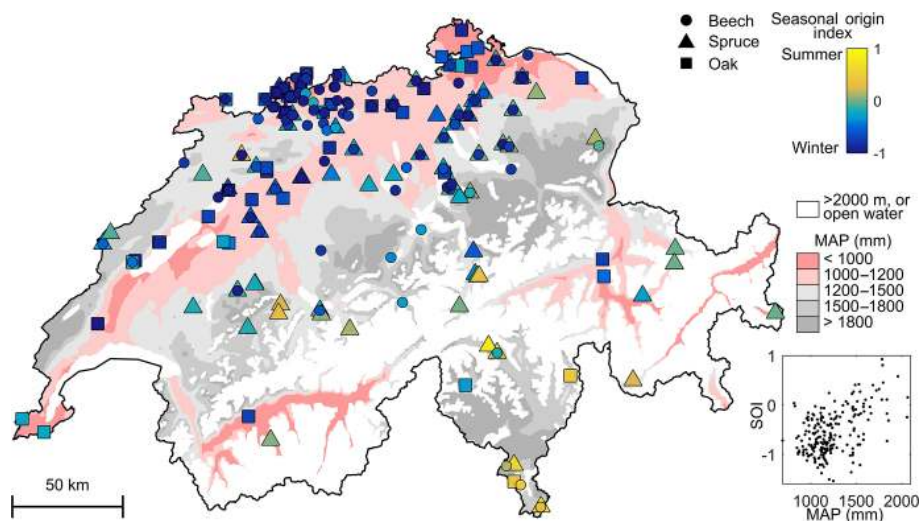 Beech
Spruce
Oak
Seasonal origin
index
Summer
1
0
Winter
-1
>2000 m, or
open water
MAP (mm)
< 1000
1000–1200
1200–1500
1500–1800
> 1800
50 km
SOI
1
0
-1
1000 1500 2000
MAP (mm)